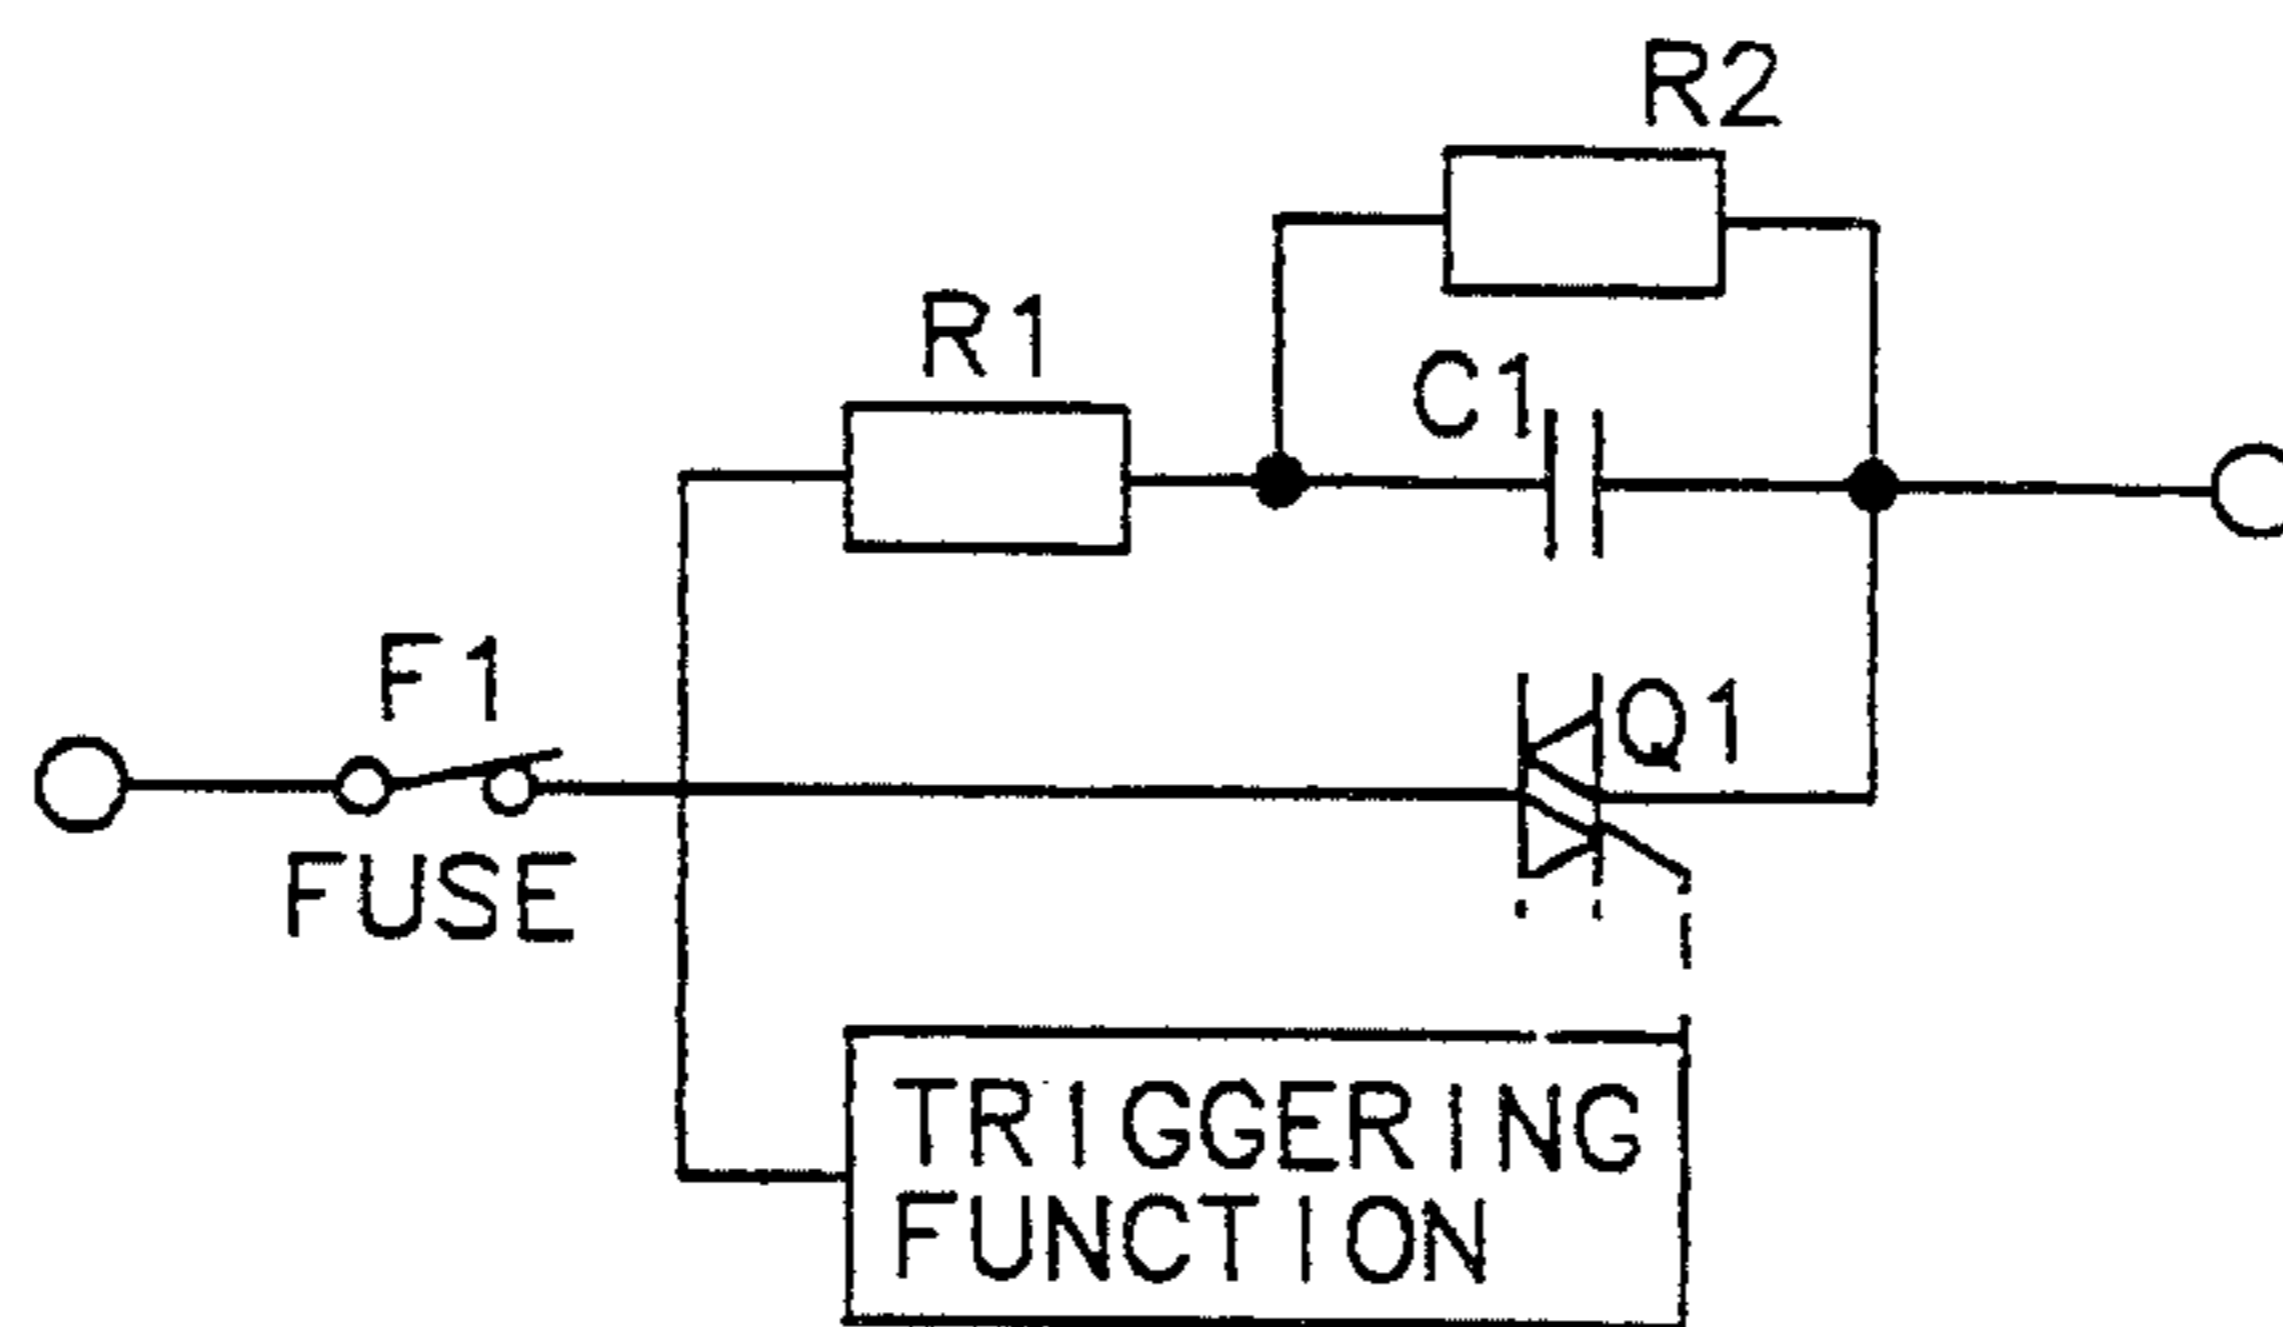 R2
R1
C1
F1
Q1
FUSE
TRIGGERING
FUNCTION